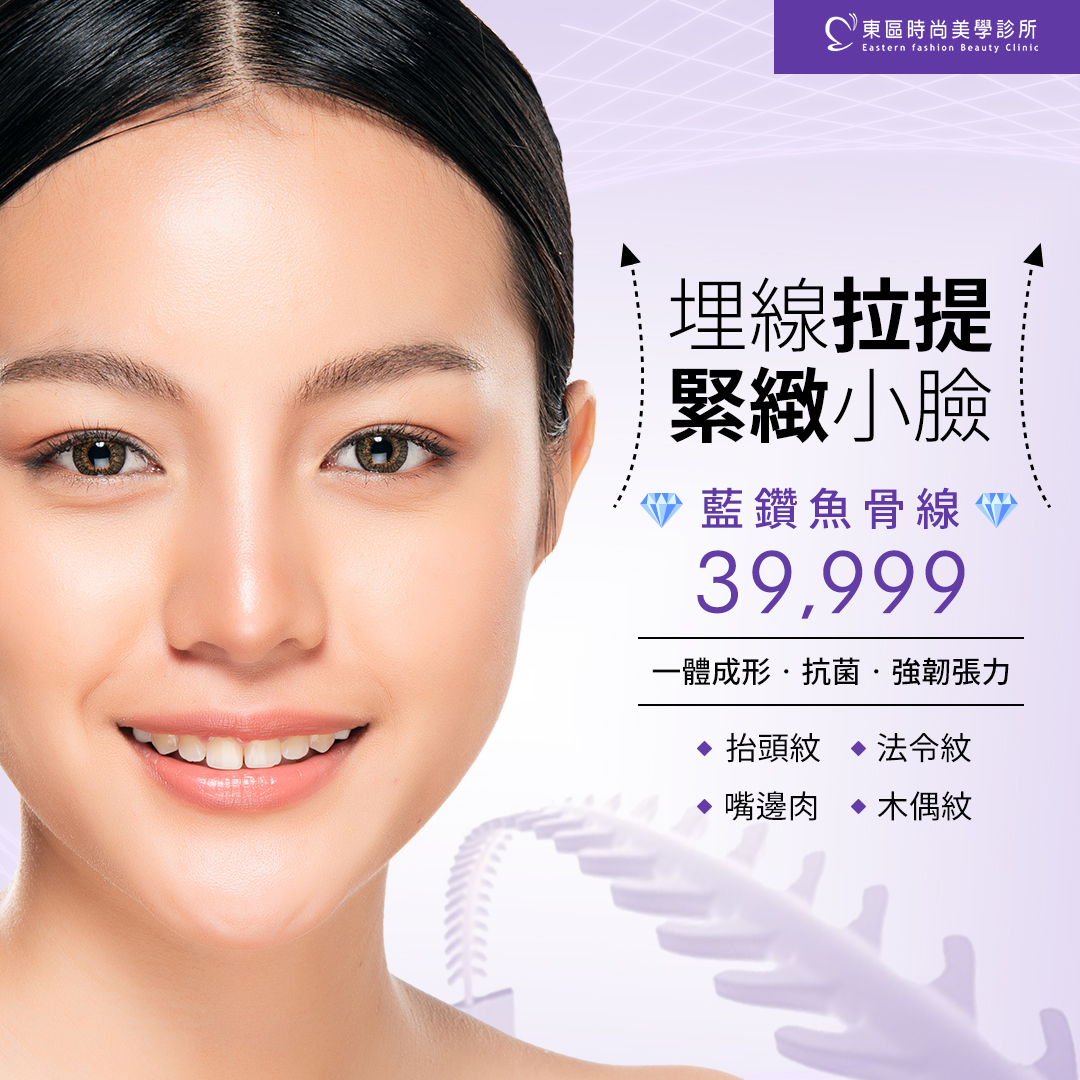 東區時尚美學診所
Eastern fashion Beauty Clinic
埋線拉提
緊緻小臉
藍鑽魚骨線
39,999
一體成形・抗菌・強韌張力
抬頭紋 法令紋
嘴邊肉 木偶紋